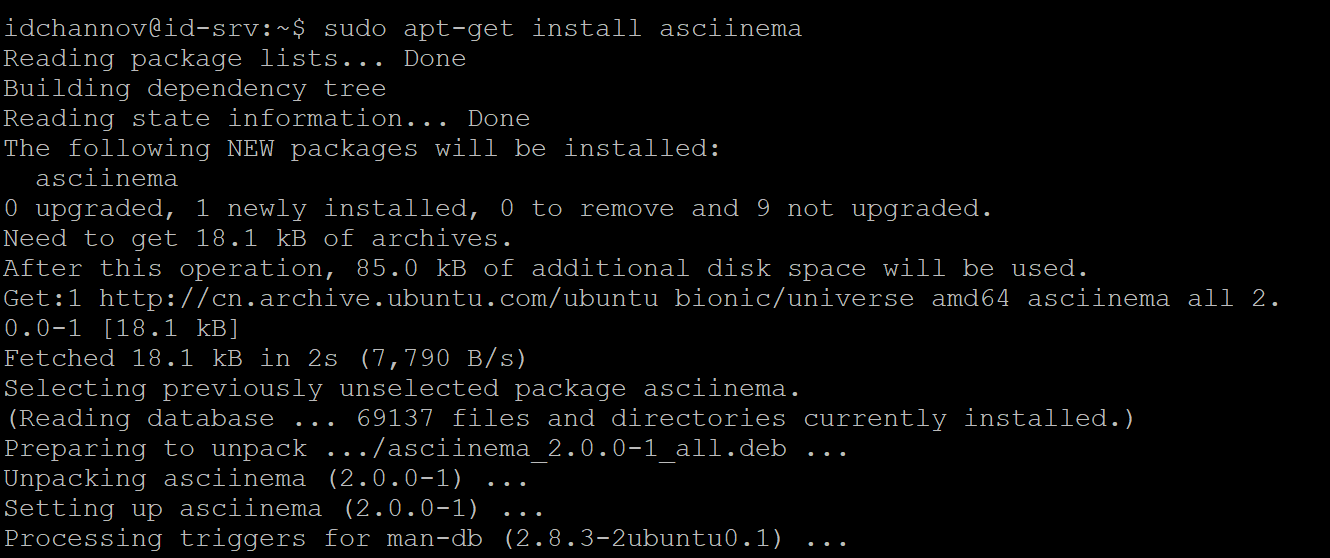 idchannov@id-srv:~$ sudo apt-get install asciinema
Reading package lists... Done
Building dependency tree
Reading state information... Done
The following NEW packages will be installed:
  asciinema
0 upgraded, 1 newly installed, 0 to remove and 9 not upgraded.
Need to get 18.1 kB of archives.
After this operation, 85.0 kB of additional disk space will be used.
Get:1 http://cn.archive.ubuntu.com/ubuntu bionic/universe amd64 asciinema all 2.
0.0-1 [18.1 kB]
Fetched 18.1 kB in 2s (7,790 B/s)
Selecting previously unselected package asciinema.
(Reading database ... 69137 files and directories currently installed.)
Preparing to unpack .../asciinema_2.0.0-1_all.deb ...
Unpacking asciinema (2.0.0-1) ...
Setting up asciinema (2.0.0-1) ...
Processing triggers for man-db (2.8.3-2ubuntu0.1) ...